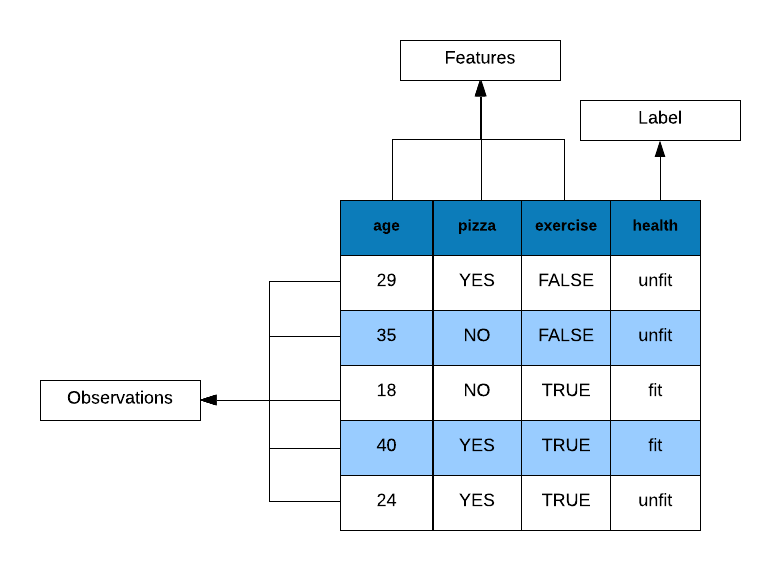 Features
Label
age pizza exercise health
29 YES FALSE unfit
35 NO FALSE unfit
18 NO TRUE fit
Observations
40 YES TRUE fit
24 YES TRUE unfit